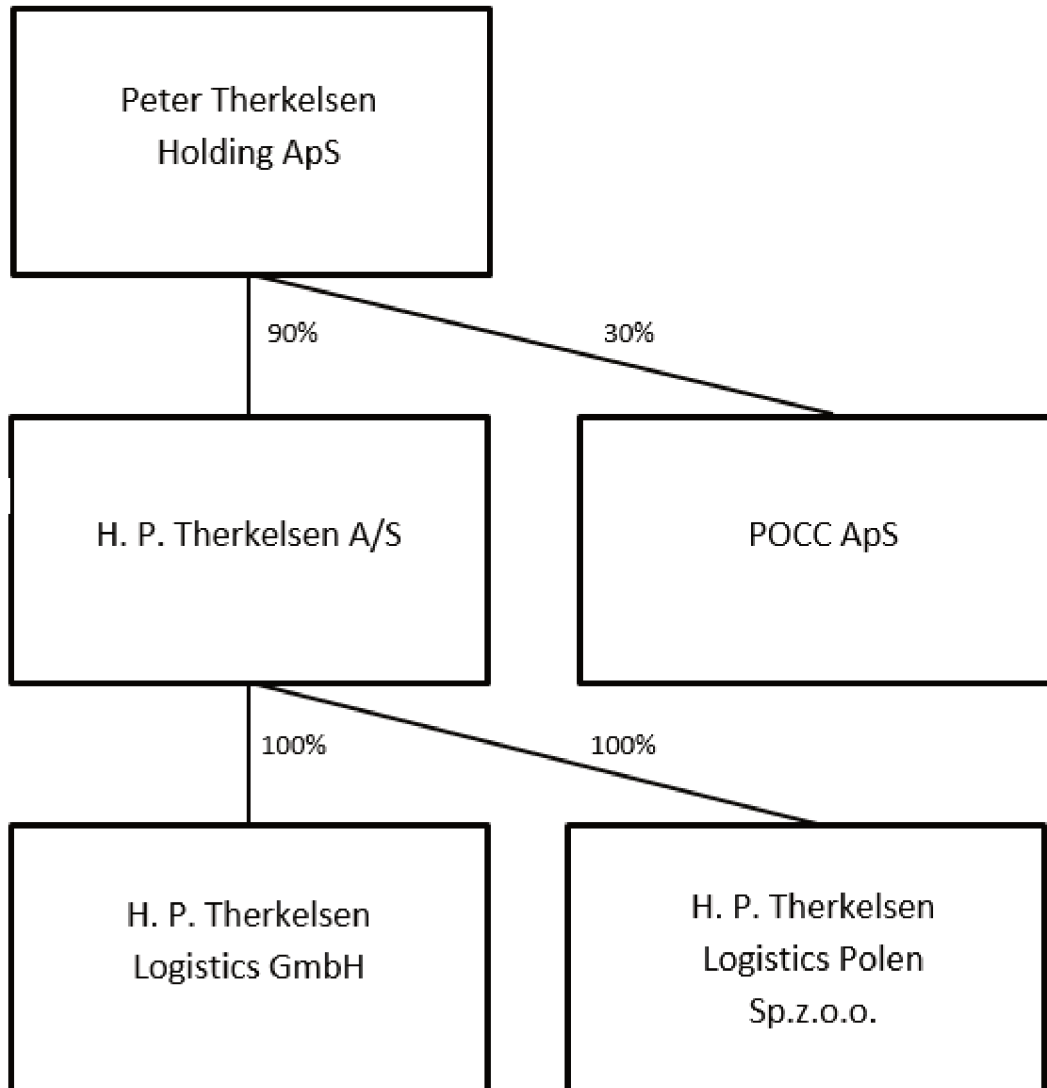 Peter Therkelsen
Holding ApS
90%
30%
H. P. Therkelsen A/S
POCC ApS
100%
100%
H. P. Therkelsen
Logistics GmbH
H. P. Therkelsen
Logistics Polen
Sp.z.o.o.